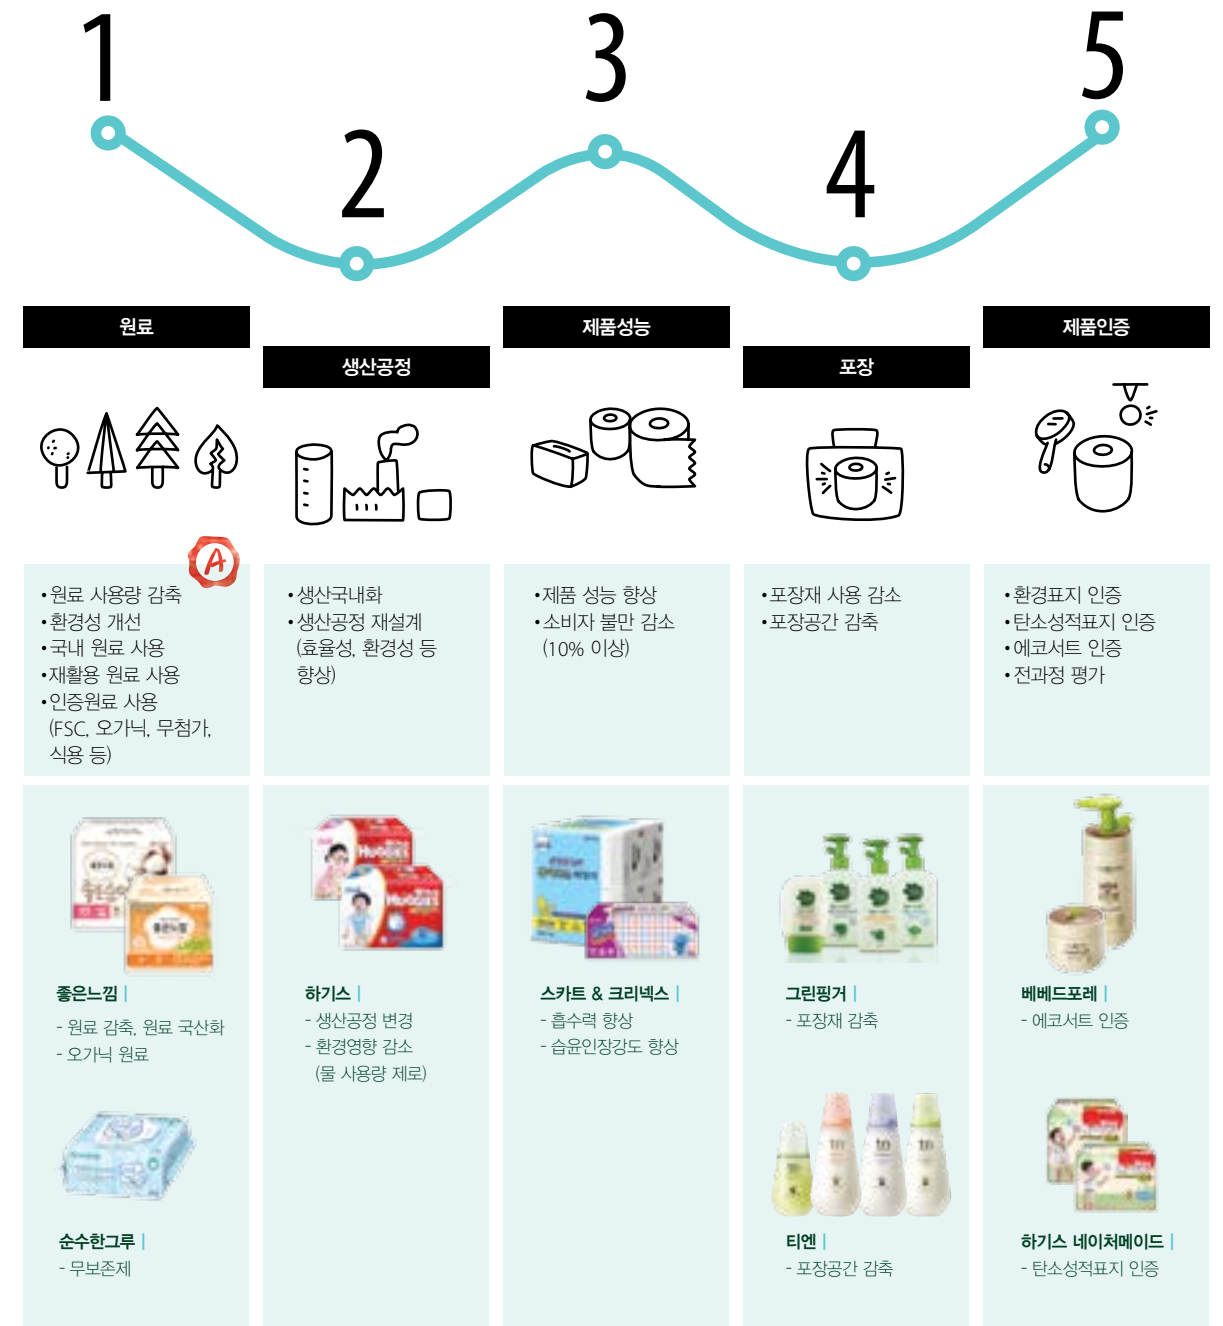 1
2
3
4
5
원료
생산공정
제품성능
포장
제품인증
A
•원료 사용량 감축
•환경성 개선
•국내 원료 사용
•재활용 원료 사용
•인증원료 사용
(FSC, 오가닉, 무첨가,
식용 등)
•생산국내화
•생산공정 재설계
(효율성, 환경성 등
향상)
•제품 성능 향상
•소비자 불만 감소
(10% 이상)
•포장재 사용 감소
•포장공간 감축
•환경표지 인증
•탄소성적표지 인증
•에코서트 인증
•전과정 평가
좋은느낌
HUGGIES
HUGGIES
좋은느낌 |
- 원료 감축, 원료 국산화
- 오가닉 원료
순수한그루 |
- 무보존제
하기스 |
- 생산공정 변경
- 환경영향 감소
(물 사용량 제로)
스카트 & 크리넥스 |
- 흡수력 향상
- 습윤인장강도 향상
그린핑거 |
- 포장재 감축
tn
tn
tn
티엔 |
- 포장공간 감축
베베드포레 |
- 에코서트 인증
하기스 네이처메이드 |
- 탄소성적표지 인증